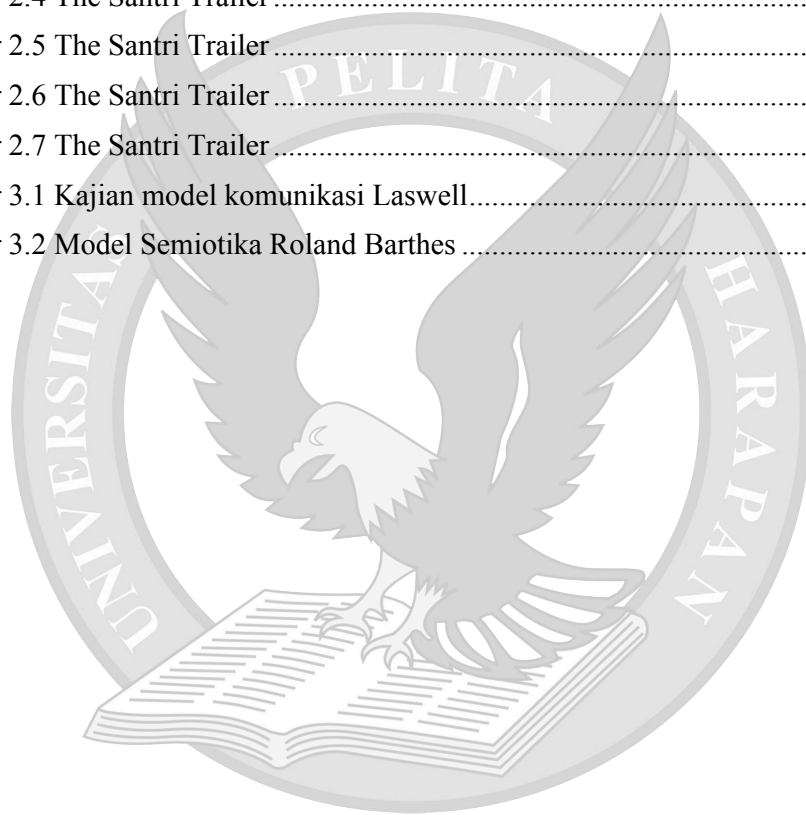 2.4 The Santri Trailer ................................................................
2.5 The Santri Trailer ................................................................
2.6 The Santri Trailer ................................................................
2.7 The Santri Trailer ................................................................
3.1 Kajian model komunikasi Laswell................................................
3.2 Model Semiotika Roland Barthes ................................................
UNIVERSITAS PELITA HARAPAN